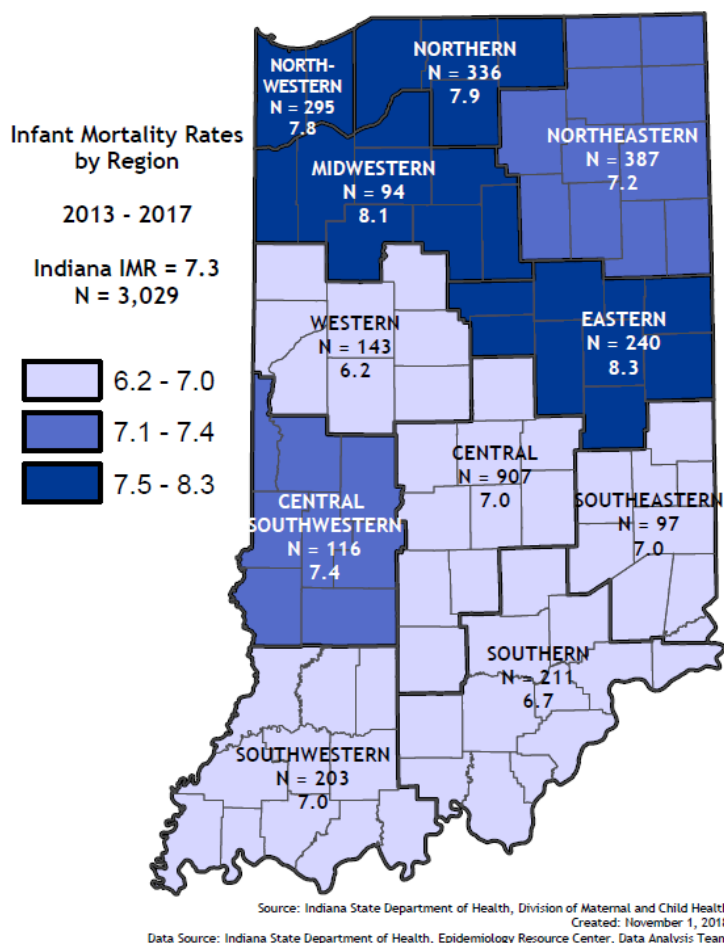 Infant Mortality Rates
by Region
2013 - 2017
Indiana IMR = 7.3
N = 3,029
6.2 - 7.0
7.1 - 7.4
7.5 - 8.3
NORTH-
WESTERN
N = 295
7.8
NORTHERN
N = 336
7.9
NORTHEASTERN
N = 387
7.2
MIDWESTERN
N = 94
8.1
WESTERN
N = 143
6.2
EASTERN
N = 240
8.3
CENTRAL
N = 907
7.0
CENTRAL
SOUTHWESTERN
N = 116
7.4
SOUTHEASTERN
N = 97
7.0
SOUTHERN
N = 211
6.7
SOUTHWESTERN
N = 203
7.0
Source: Indiana State Department of Health, Division of Maternal and Child Health
Created: November 1, 2018
Data Source: Indiana State Department of Health, Epidemiology Resource Center, Data Analysis Team